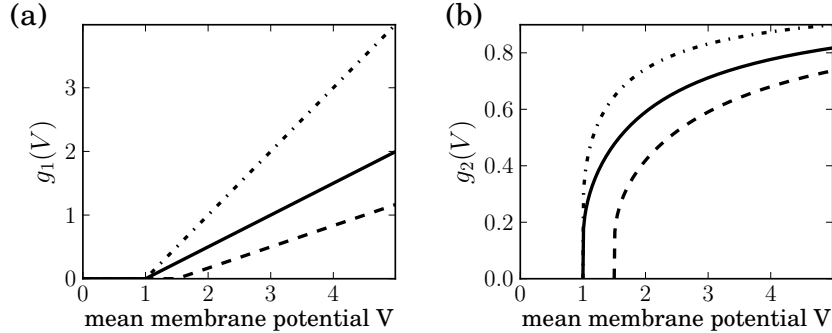 (a)
g₁(V)
3
2
1
0
0 1 2 3 4
mean membrane potential V
(b)
g₂(V)
0.8
0.6
0.4
0.2
0.0
0 1 2 3 4
mean membrane potential V